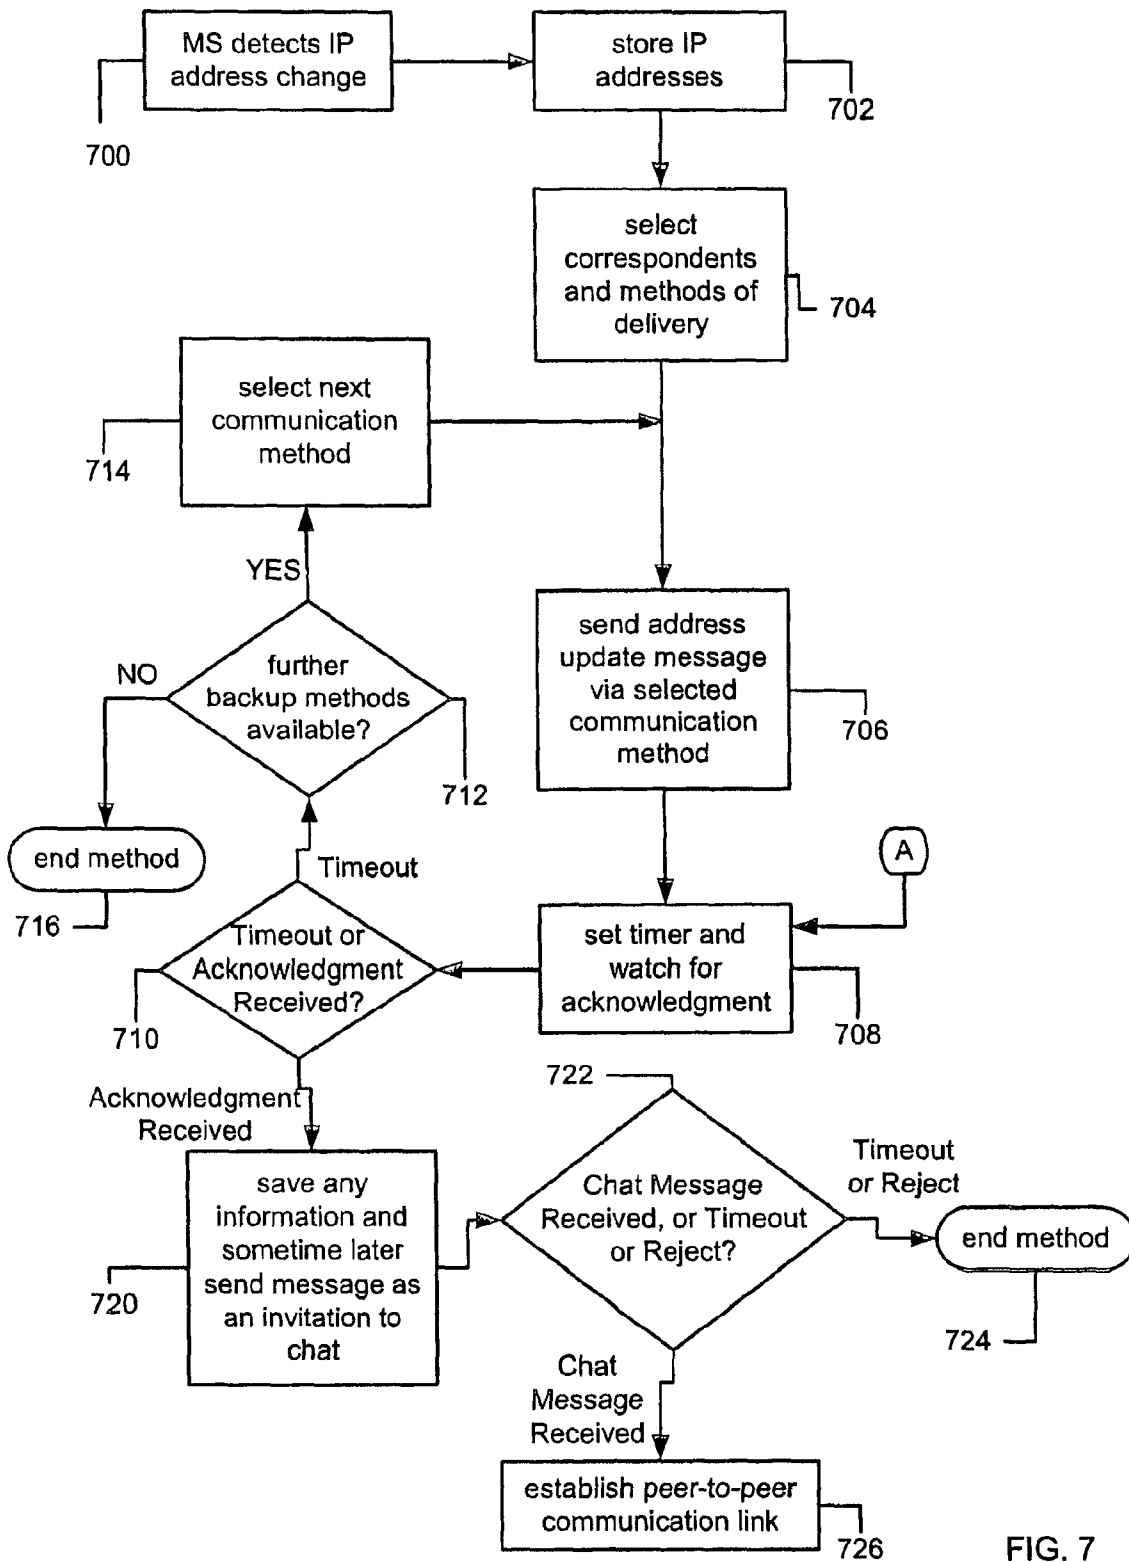 MS detects IP
address change
700
store IP
addresses
702
select
correspondents
and methods of
delivery
704
select next
communication
method
714
YES
further
backup methods
available?
NO
712
send address
update message
via selected
communication
method
706
end method
716
Timeout
A
Timeout or
Acknowledgment
Received?
710
set timer and
watch for
acknowledgment
708
Acknowledgment
Received
722
save any
information and
sometime later
send message as
an invitation to
chat
720
Chat Message
Received, or Timeout
or Reject?
Timeout
or Reject
end method
724
Chat
Message
Received
establish peer-to-peer
communication link
726
FIG. 7